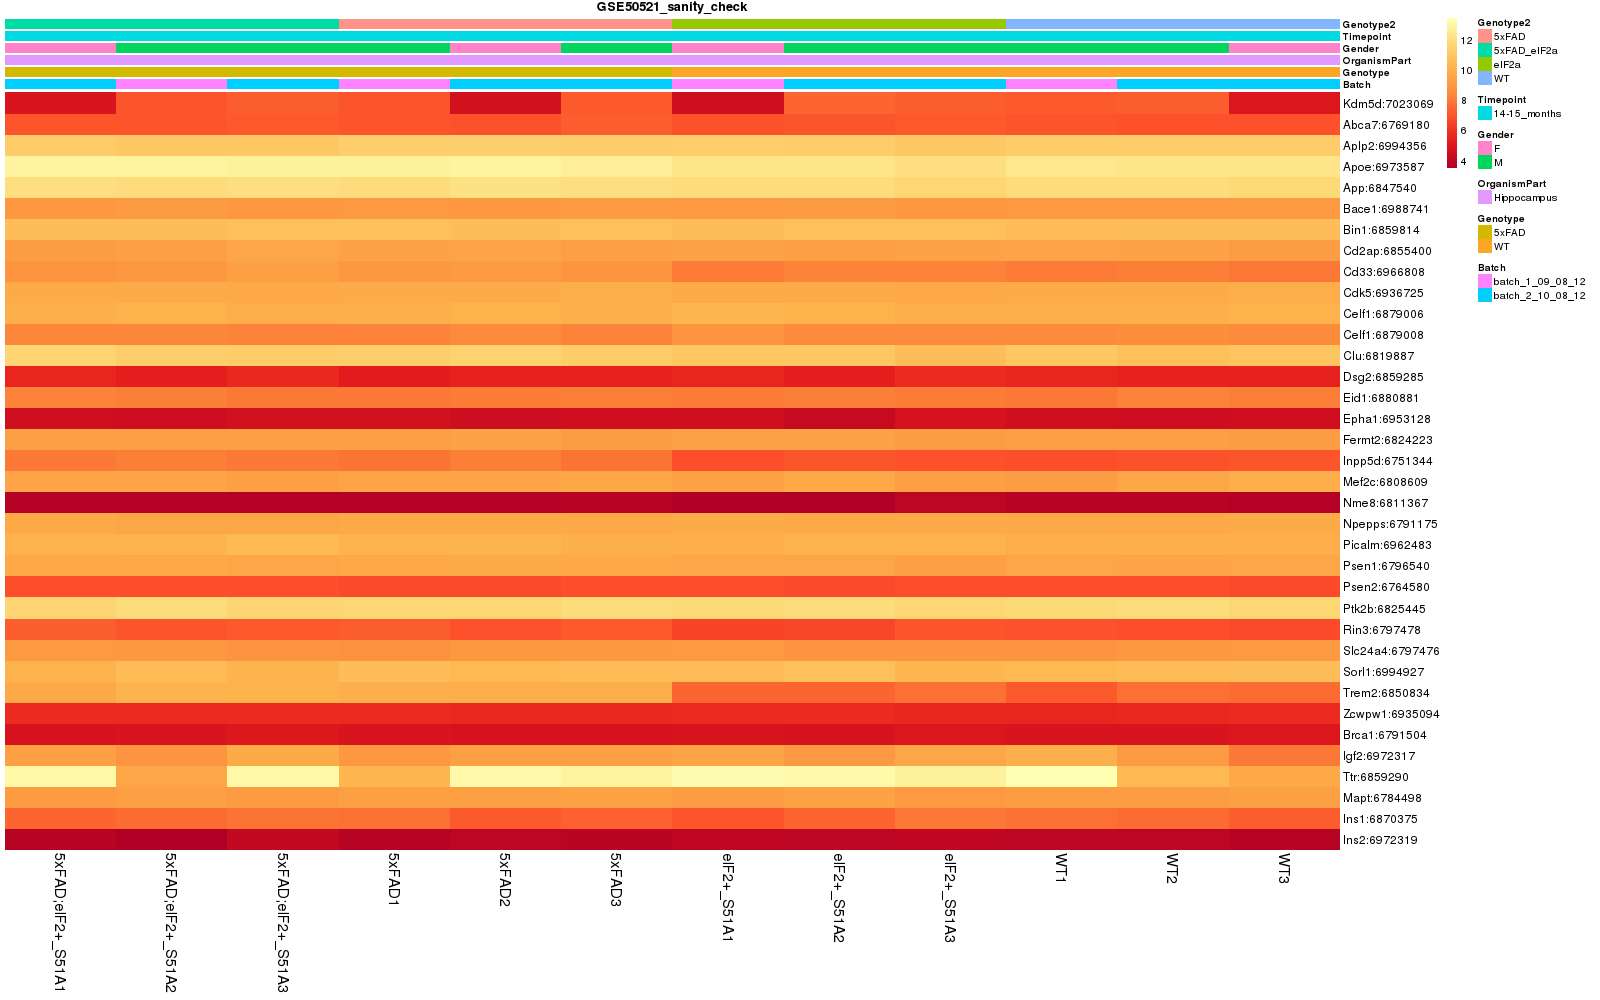 GSE50521_sanity_check
Genotype2
Timepoint
Gender
OrganismPart
Genotype
Batch
Kdm5d:7023069
Abca7:6769180
Aplp2:6994356
Apoe:6973587
App:6847540
Bace1:6988741
Bin1:6859814
Cd2ap:6855400
Cd33:6966808
Cdk5:6936725
Celf1:6879006
Celf1:6879008
Clu:6819887
Dsg2:6859285
Eid1:6880881
Epha1:6953128
Fermt2:6824223
Inpp5d:6751344
Mef2c:6808609
Nme8:6811367
Npepps:6791175
Picalm:6962483
Psen1:6796540
Psen2:6764580
Ptk2b:6825445
Rin3:6797478
Slc24a4:6797476
Sorl1:6994927
Trem2:6850834
Zcwpw1:6935094
Brca1:6791504
Igf2:6972317
Ttr:6859290
Mapt:6784498
Ins1:6870375
Ins2:6972319
5xFAD;eIF2+_S51A1
5xFAD;eIF2+_S51A2
5xFAD;eIF2+_S51A3
5xFAD1
5xFAD2
5xFAD3
eIF2+_S51A1
eIF2+_S51A2
eIF2+_S51A3
WT1
WT2
WT3
12
10
8
6
4
Genotype2
5xFAD
5xFAD_eIF2a
eIF2a
WT
Timepoint
14-15_months
Gender
F
M
OrganismPart
Hippocampus
Genotype
5xFAD
WT
Batch
batch_1_09_08_12
batch_2_10_08_12